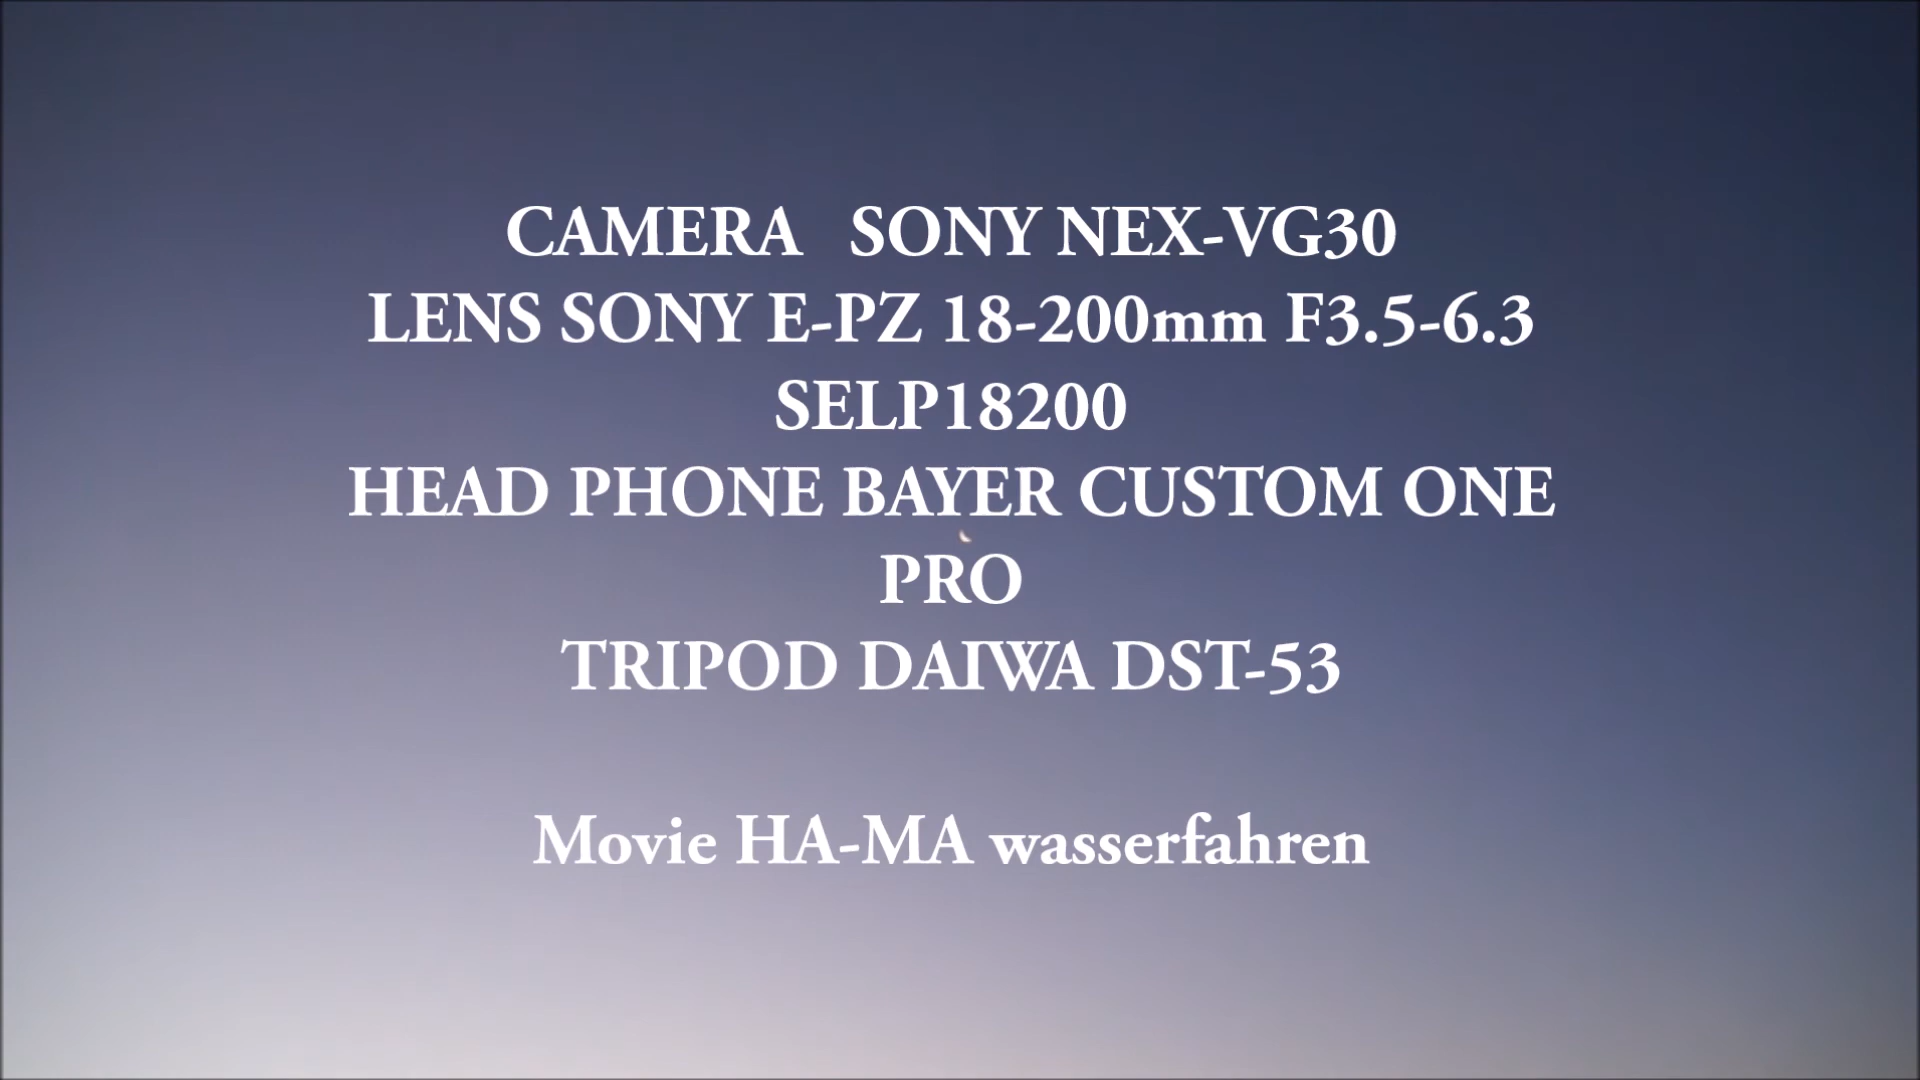 CAMERA   SONY NEX-VG30
LENS SONY E-PZ 18-200mm F3.5-6.3
SELP18200
HEAD PHONE BAYER CUSTOM ONE
PRO
TRIPOD DAIWA DST-53
Movie HA-MA wasserfahren